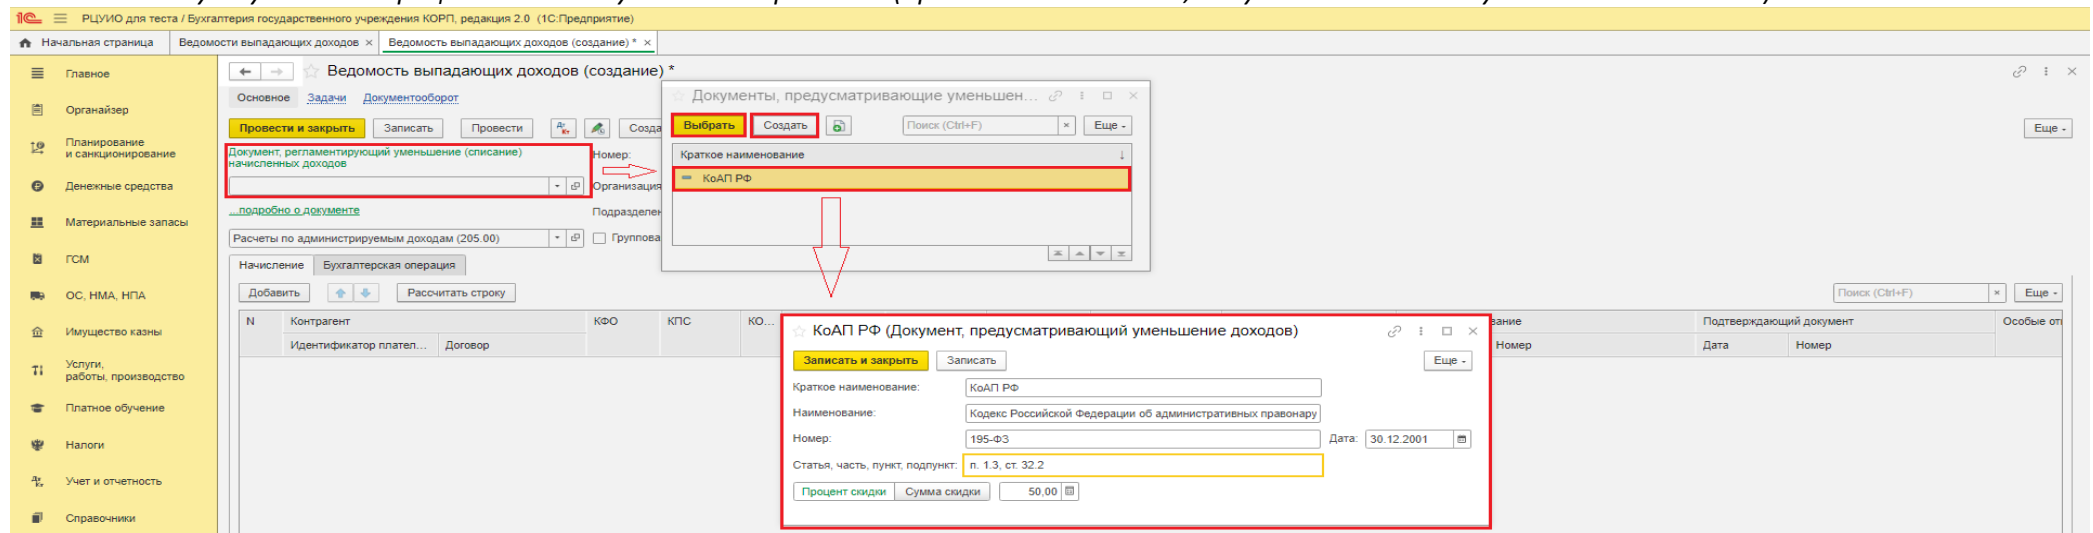 РЦУИО для теста / Бухгалтерия государственного учреждения КОРП, редакция 2.0 (1С:Предприятие)
Начальная страница Ведомости выпадающих доходов × Ведомость выпадающих доходов (создание) * ×
Главное
Органайзер
Планирование
и санкционирование
Денежные средства
Материальные запасы
ГСМ
ОС, НМА, НПА
Имущество казны
Услуги,
работы, производство
Платное обучение
Налоги
Учет и отчетность
Справочники
Ведомость выпадающих доходов (создание) *
Основное Задачи Документооборот
Провести и закрыть Записать Провести Созда
Еще
Документ, регламентирующий уменьшение (списание)
начисленных доходов
Номер:
Организация
...подробно о документе
Подразделен
Расчеты по администрируемым доходам (205.00) Группова
Начисление Бухгалтерская операция
Добавить Рассчитать строку Поиск (Ctrl+F) × Еще
N Контрагент КФО КПС КО... вание Подтверждающий документ Особые от
Идентификатор плател... Договор Номер Дата Номер
Документы, предусматривающие уменьшен...
Выбрать Создать Поиск (Ctrl+F) × Еще
Краткое наименование
КоАП РФ
КоАП РФ (Документ, предусматривающий уменьшение доходов)
Записать и закрыть Записать Еще
Краткое наименование: КоАП РФ
Наименование: Кодекс Российской Федерации об административных правонару
Номер: 195-ФЗ Дата: 30.12.2001
Статья, часть, пункт, подпункт: п. 1.3, ст. 32.2
Процент скидки Сумма скидки 50,00